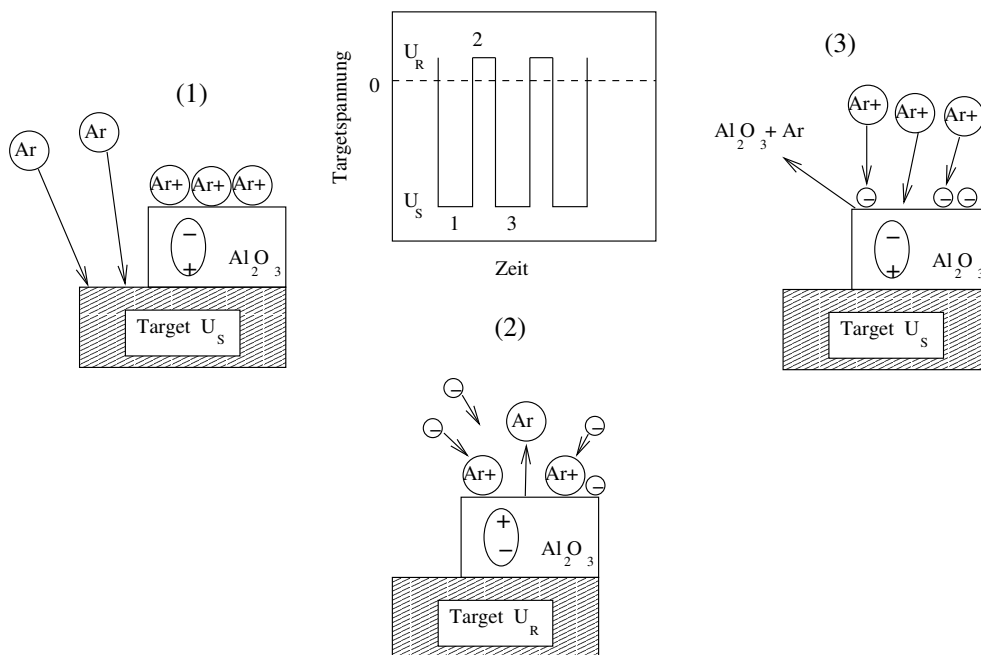 (1)
Ar
Ar
Ar+ Ar+ Ar+
−
+
Al2O3
Target US
Targetspannung
UR
0
US
2
1 3
Zeit
(2)
−
−
Ar
−
Ar+
Ar+
−
+
−
Al2O3
Target UR
(3)
Ar+ Ar+ Ar+
Al2O3+ Ar
− − −
−
+
Al2O3
Target US